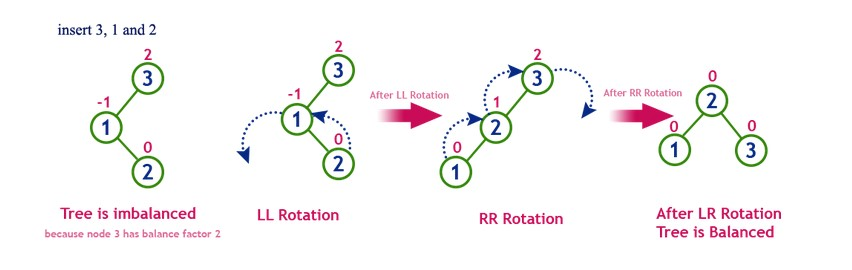 insert 3, 1 and 2
2
3
-1
1
0
2
Tree is imbalanced
because node 3 has balance factor 2
2
3
-1
1
0
2
LL Rotation
After LL Rotation
2
3
1
2
0
1
RR Rotation
After RR Rotation
0
2
0
1
0
3
After LR Rotation
Tree is Balanced